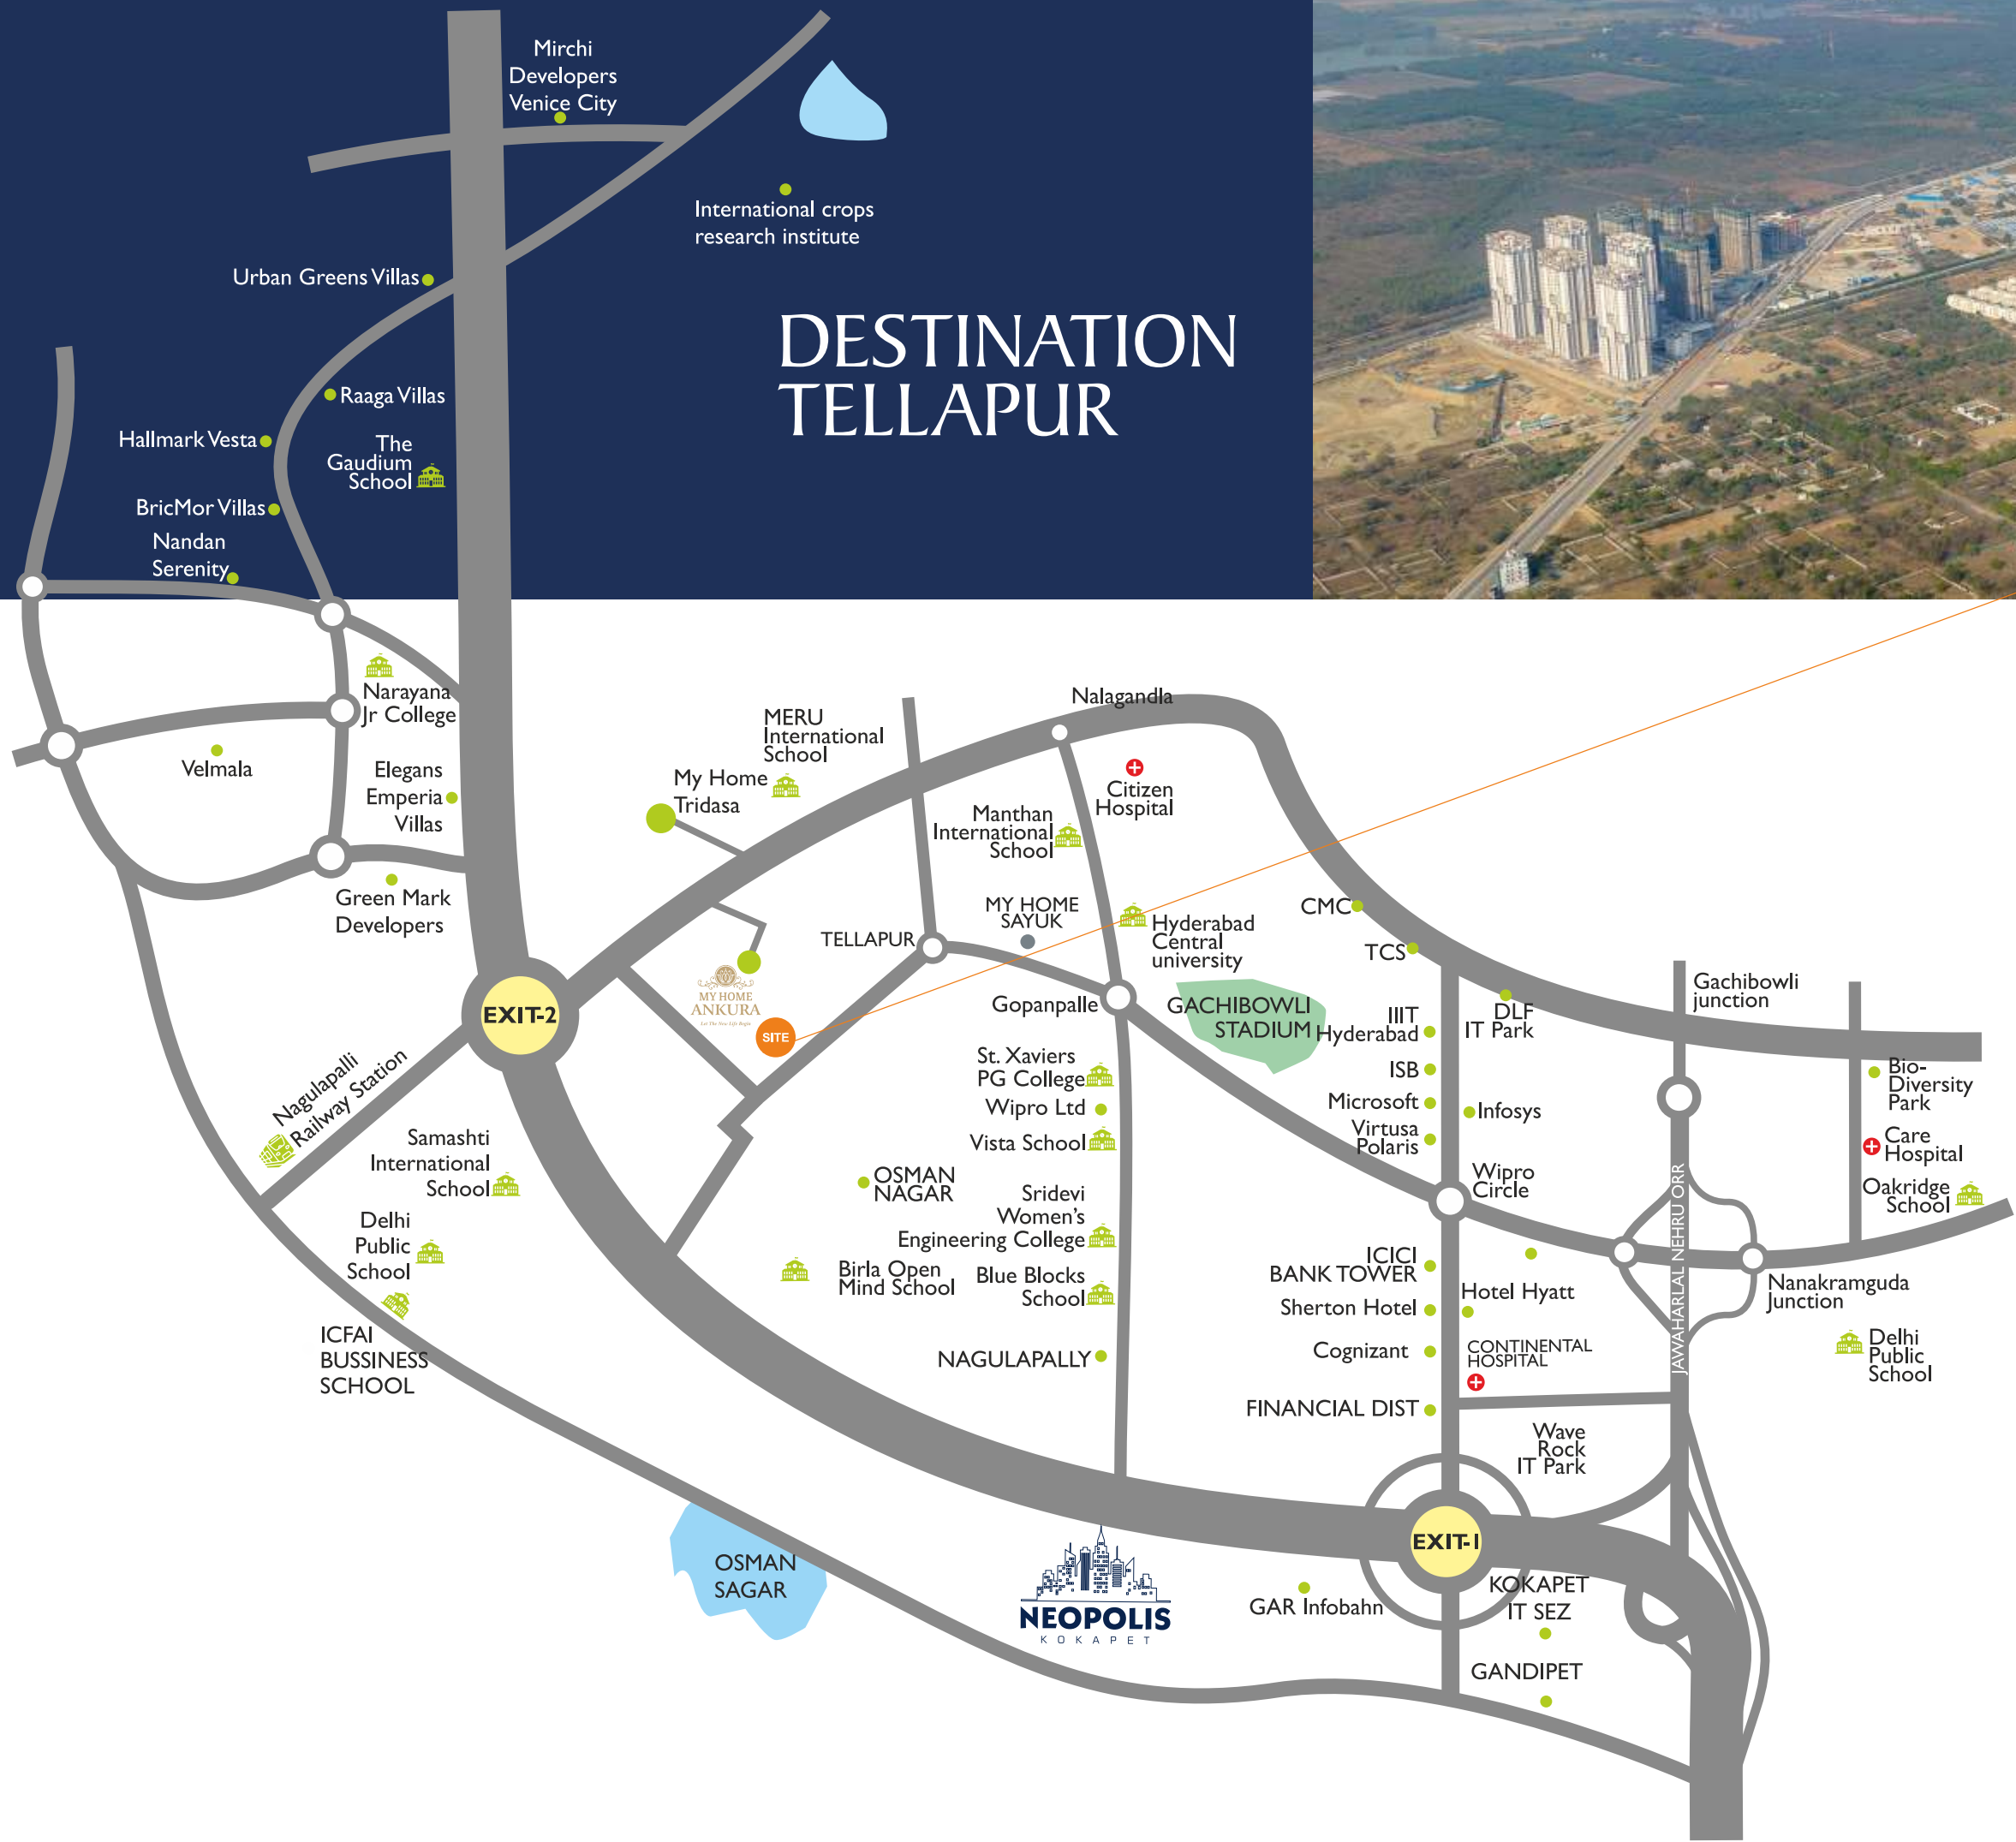 Mirchi
Developers
Venice City
International crops
research institute
Urban Greens Villas
DESTINATION
TELLAPUR
Raaga Villas
Hallmark Vesta
The
Gaudium
School
BricMor Villas
Nandan
Serenity
Narayana
Jr College
Velmala
Elegans
Emperia
Villas
Green Mark
Developers
Nalagandla
MERU
International
School
My Home
Tridasa
Citizen
Hospital
Manthan
International
School
MY HOME
SAYUK
TELLAPUR
Hyderabad
Central
university
CMC
TCS
Gachibowli
junction
EXIT-2
MY HOME
ANKURA
Let The New Life Begin
SITE
Gopanpalle
GACHIBOWLI
STADIUM
IIIT
Hyderabad
DLF
IT Park
ISB
Microsoft
Infosys
Virtusa
Polaris
Bio-
Diversity
Park
Care
Hospital
Oakridge
School
St. Xaviers
PG College
Wipro Ltd
Vista School
Nagulapalli
Railway Station
Samashti
International
School
OSMAN
NAGAR
Sridevi
Women's
Engineering College
Wipro
Circle
JAWAHARLAL NEHRU ORR
Delhi
Public
School
Birla Open
Mind School
Blue Blocks
School
ICICI
BANK TOWER
Hotel Hyatt
Nanakramguda
Junction
Sherton Hotel
ICFAI
BUSSINESS
SCHOOL
NAGULAPALLY
Cognizant
CONTINENTAL
HOSPITAL
Delhi
Public
School
FINANCIAL DIST
Wave
Rock
IT Park
EXIT-1
OSMAN
SAGAR
NEOPOLIS
KOKAPET
GAR Infobahn
KOKAPET
IT SEZ
GANDIPET